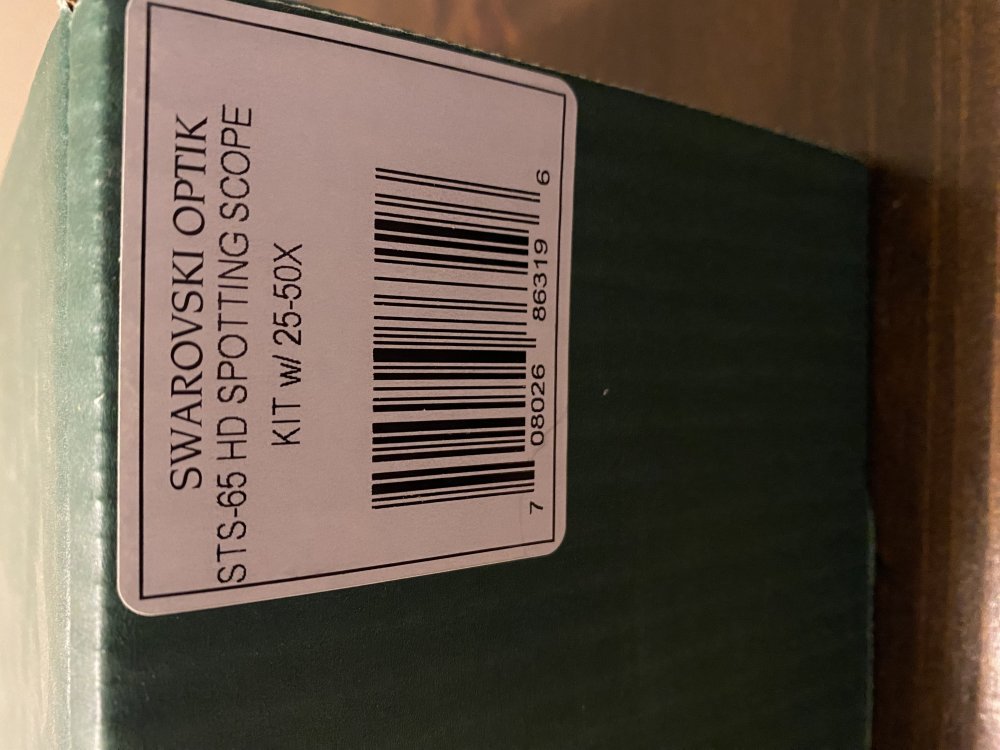 SWAROVSKI OPTIK
STS-65 HD SPOTTING SCOPE
KIT w/ 25-50X
7 08026 86319 6